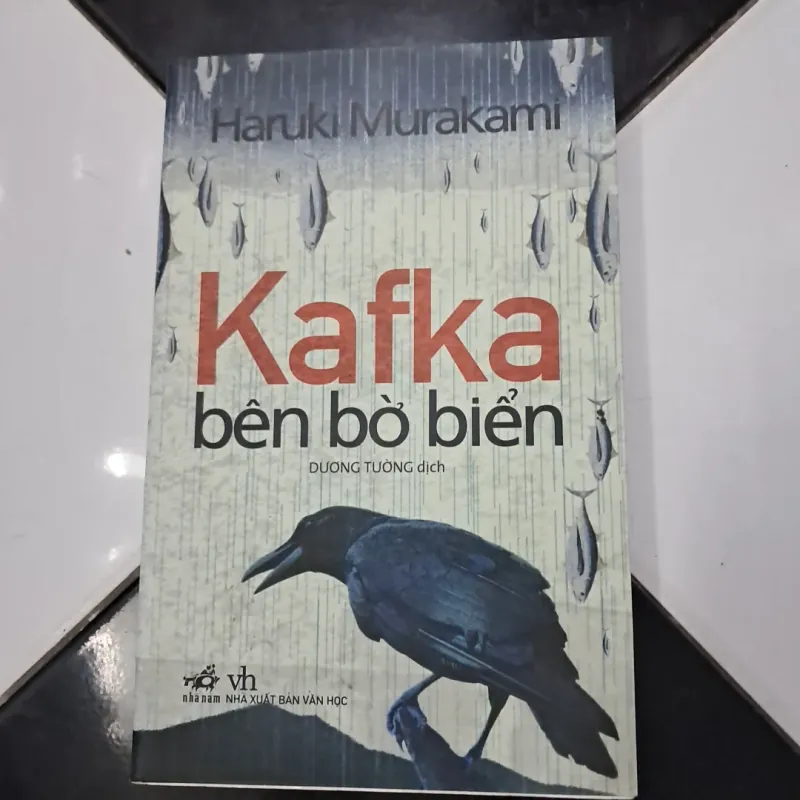 Haruki Murakami
Kafka
bên bờ biển
DƯƠNG TƯỜNG dịch
vh
nhã nam NHÀ XUẤT BẢN VĂN HỌC